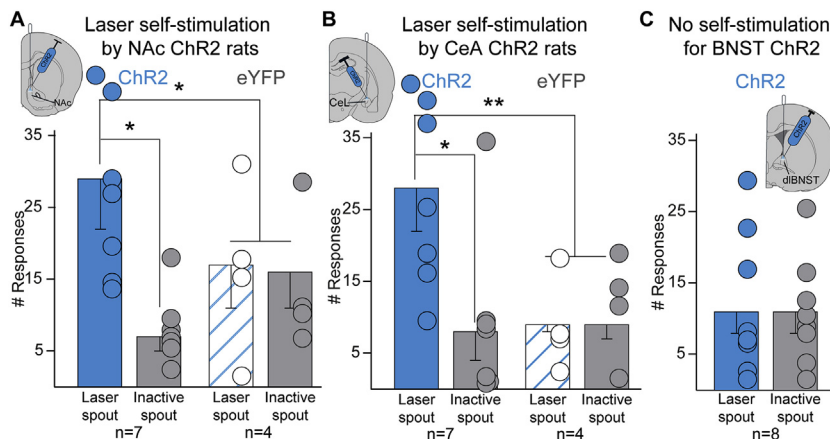 A
Laser self-stimulation
by NAc ChR2 rats
ChR2
NAc
ChR2
eYFP
*
*
35
25
15
5
# Responses
Laser
spout
Inactive
spout
n=7
Laser
spout
Inactive
spout
n=4
B
Laser self-stimulation
by CeA ChR2 rats
ChR2
CeL
ChR2
eYFP
**
*
35
25
15
5
# Responses
Laser
spout
Inactive
spout
n=7
Laser
spout
Inactive
spout
n=4
C
No self-stimulation
for BNST ChR2
ChR2
ChR2
dlBNST
35
25
15
5
# Responses
Laser
spout
Inactive
spout
n=8